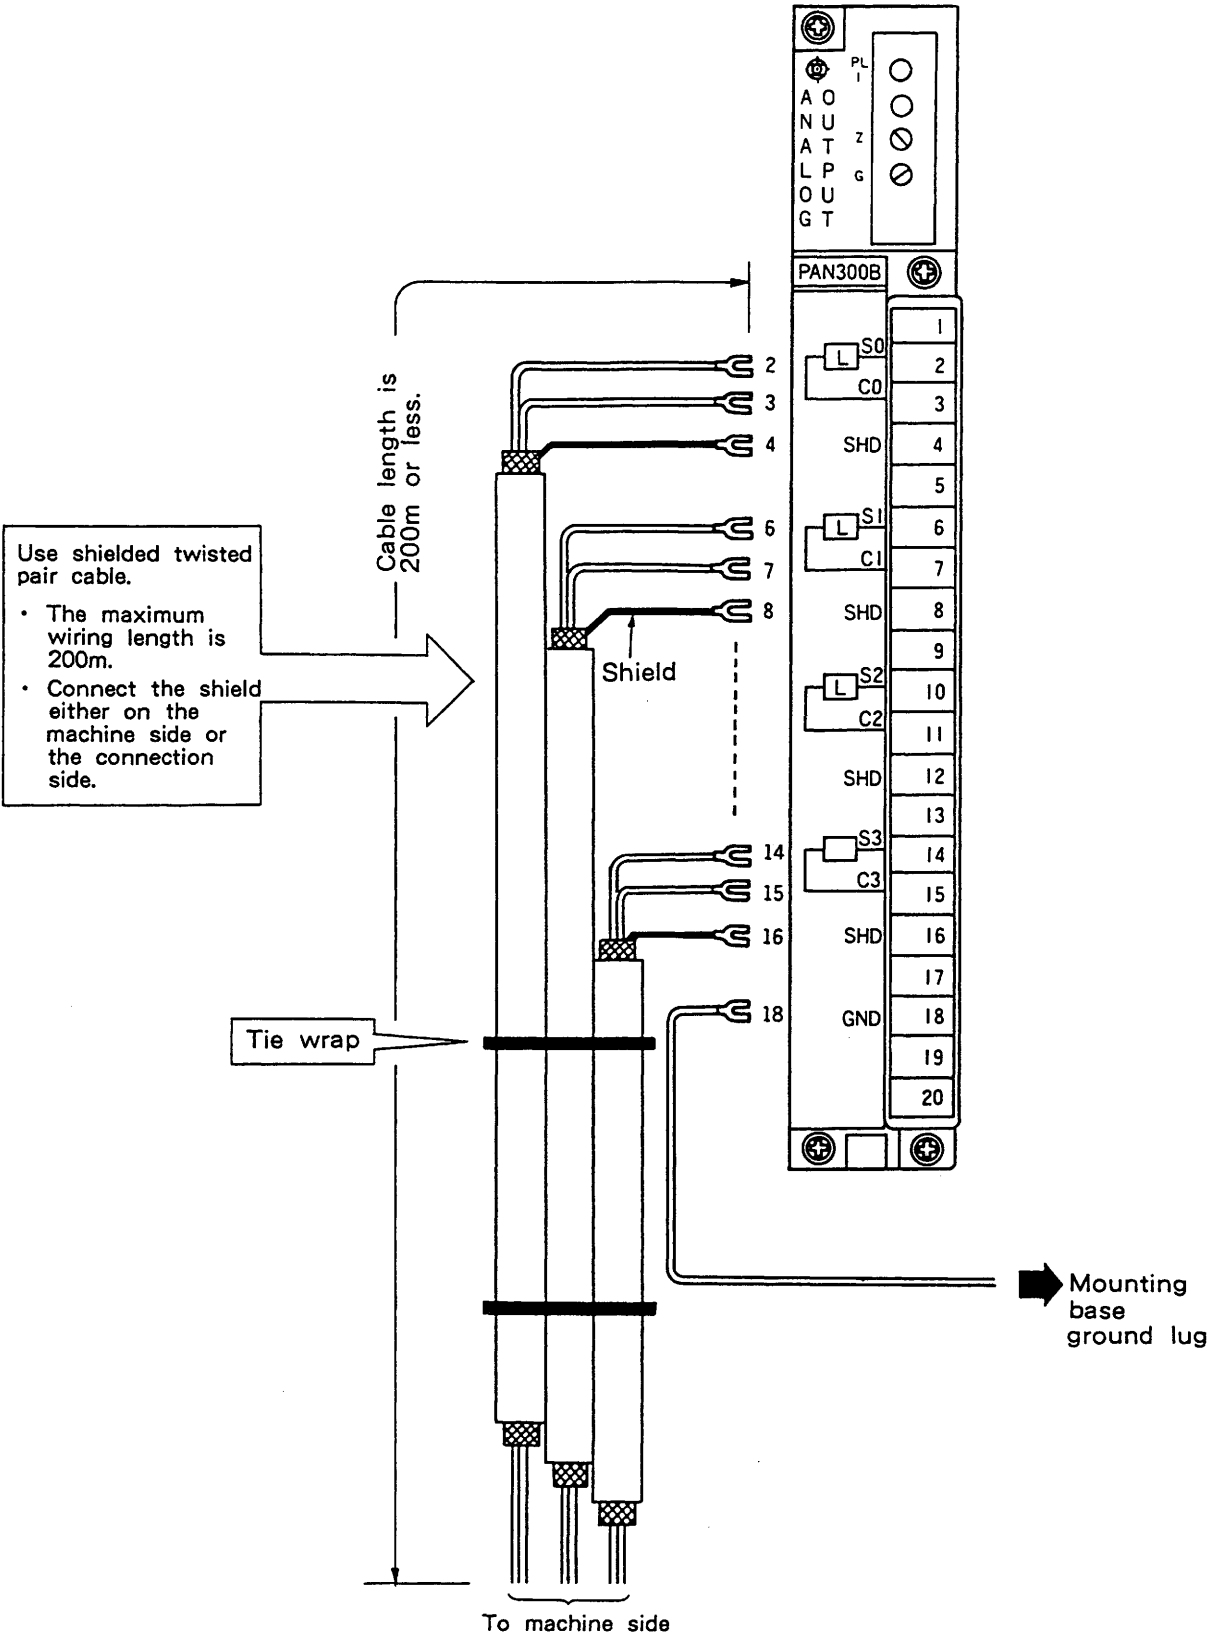 PL
1
ANALOG
OUTPUT
Z
G
PAN300B
Cable length is
200m or less.
Use shielded twisted
pair cable.
· The maximum
wiring length is
200m.
· Connect the shield
either on the
machine side or
the connection
side.
2
3
4
6
7
8
Shield
14
15
16
18
L
S0
C0
SHD
L
S1
C1
SHD
L
S2
C2
SHD
S3
C3
SHD
GND
1
2
3
4
5
6
7
8
9
10
11
12
13
14
15
16
17
18
19
20
Tie wrap
Mounting
base
ground lug
To machine side